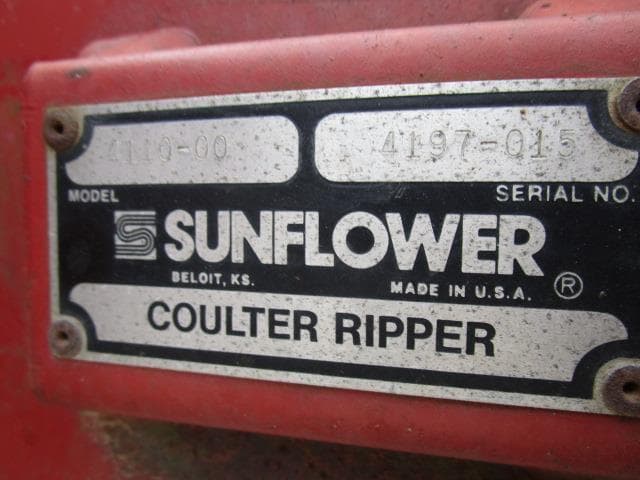 4110-00 4197-015
MODEL SERIAL NO.
SUNFLOWER
BELOIT, KS. MADE IN U.S.A. ®
COULTER RIPPER